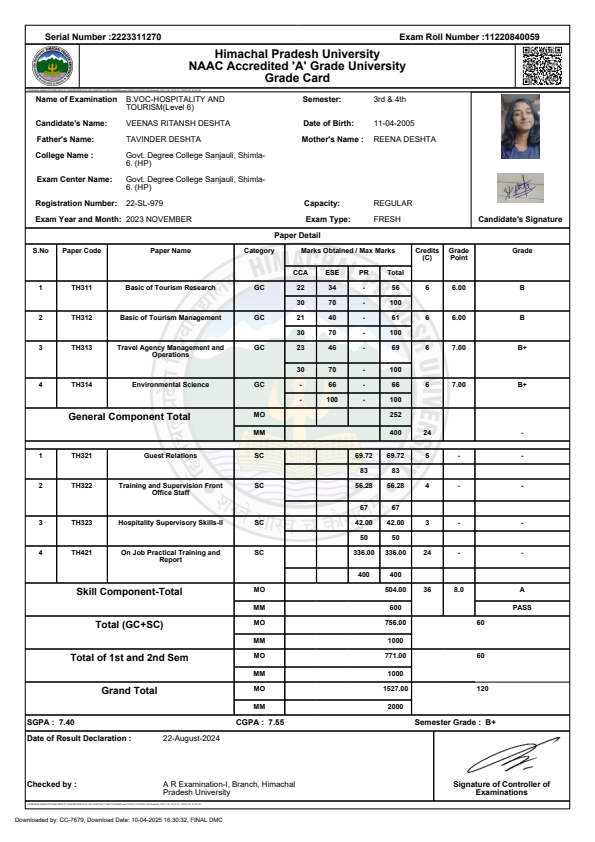 Serial Number :2223311270 Exam Roll Number :11220840059
Himachal Pradesh University
NAAC Accredited 'A' Grade University
Grade Card
Name of Examination B.VOC-HOSPITALITY AND TOURISM(Level 6) Semester: 3rd & 4th
Candidate's Name: VEENAS RITANSH DESHTA Date of Birth: 11-04-2005
Father's Name: TAVINDER DESHTA Mother's Name : REENA DESHTA
College Name : Govt. Degree College Sanjauli, Shimla-6. (HP)
Exam Center Name: Govt. Degree College Sanjauli, Shimla-6. (HP)
Registration Number: 22-SL-979 Capacity: REGULAR
Exam Year and Month: 2023 NOVEMBER Exam Type: FRESH Candidate's Signature
Paper Detail
S.No Paper Code Paper Name Category Marks Obtained / Max Marks Credits (C) Grade Point Grade
CCA ESE PR Total
1 TH311 Basic of Tourism Research GC 22 34 - 56 6 6.00 B
30 70 - 100
2 TH312 Basic of Tourism Management GC 21 40 - 61 6 6.00 B
30 70 - 100
3 TH313 Travel Agency Management and Operations GC 23 46 - 69 6 7.00 B+
30 70 - 100
4 TH314 Environmental Science GC - 66 - 66 6 7.00 B+
- 100 - 100
General Component Total MO 252
MM 400 24 -
1 TH321 Guest Relations SC 69.72 69.72 5 - -
83 83
2 TH322 Training and Supervision Front Office Staff SC 56.28 56.28 4 - -
67 67
3 TH323 Hospitality Supervisory Skills-II SC 42.00 42.00 3 - -
50 50
4 TH421 On Job Practical Training and Report SC 336.00 336.00 24 - -
400 400
Skill Component-Total MO 504.00 36 8.0 A
MM 600 PASS
Total (GC+SC) MO 756.00 60
MM 1000
Total of 1st and 2nd Sem MO 771.00 60
MM 1000
Grand Total MO 1527.00 120
MM 2000
SGPA : 7.40 CGPA : 7.55 Semester Grade : B+
Date of Result Declaration : 22-August-2024
Checked by : A R Examination-I, Branch, Himachal Pradesh University
Signature of Controller of Examinations
Downloaded by: CC-7679, Download Date: 10-04-2025 16:30:32, FINAL DMC